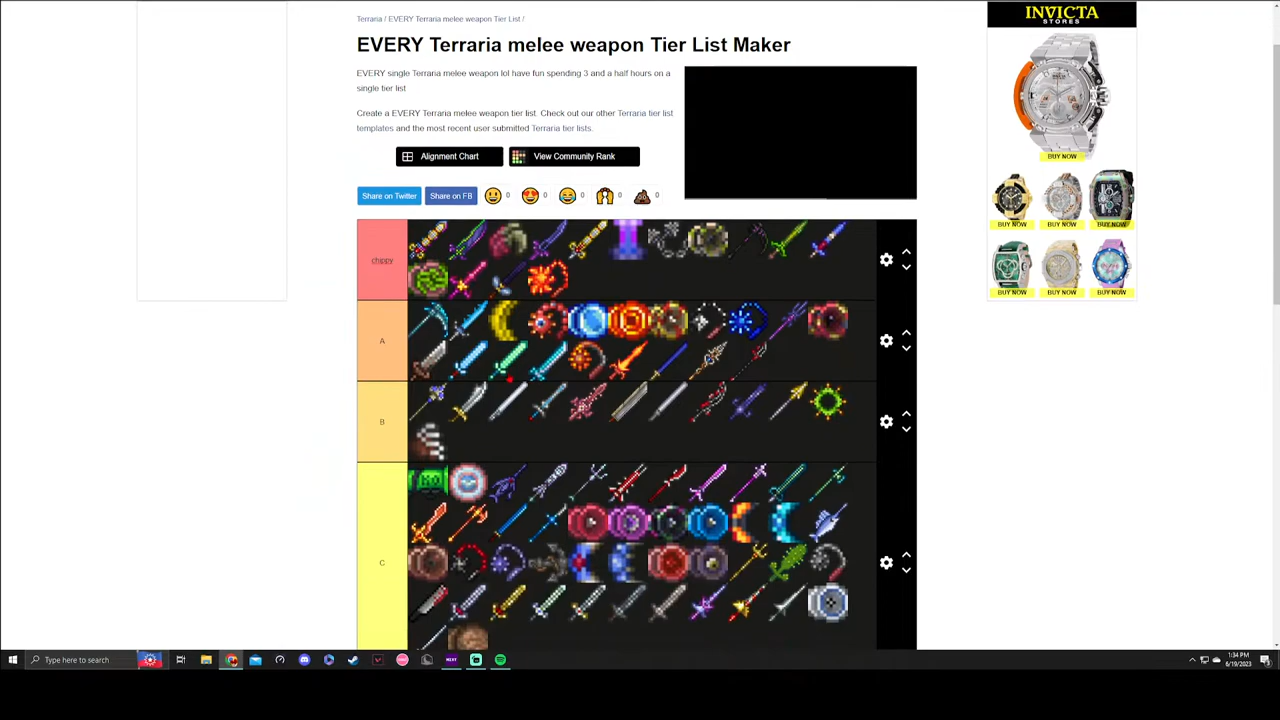 INVICTA
STORES
Terraria / EVERY Terraria melee weapon Tier List /
EVERY Terraria melee weapon Tier List Maker
EVERY single Terraria melee weapon lol have fun spending 3 and a half hours on a
single tier list
Create a EVERY Terraria melee weapon tier list. Check out our other Terraria tier list
templates and the most recent user submitted Terraria tier lists.
Alignment Chart
View Community Rank
Share on Twitter
Share on FB
0
0
0
0
0
BUY NOW
BUY NOW
BUY NOW
BUY NOW
BUY NOW
BUY NOW
BUY NOW
chippy
A
B
C
Type here to search
1:34 PM
6/19/2023